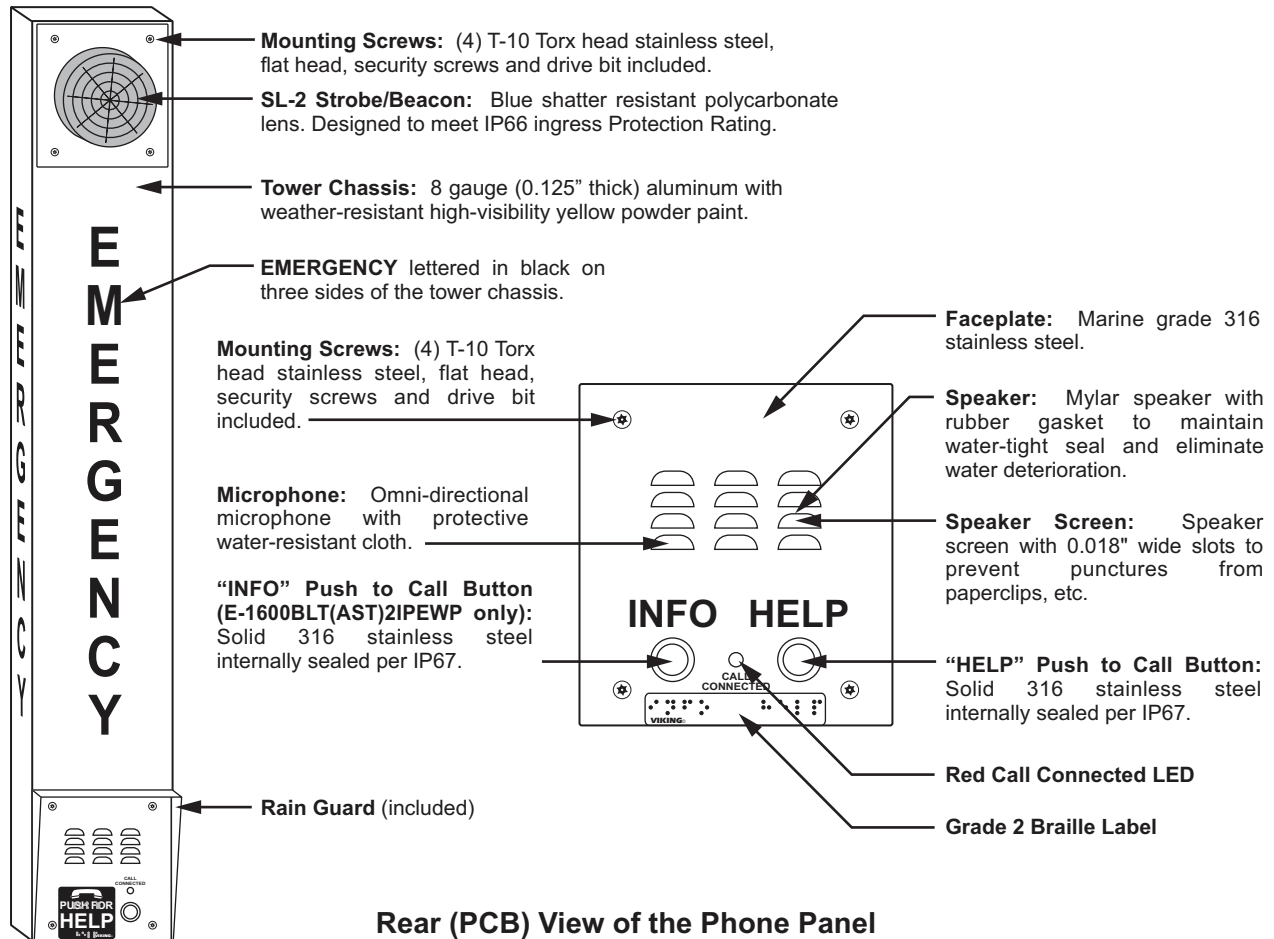 Mounting Screws: (4) T-10 Torx head stainless steel,
flat head, security screws and drive bit included.
SL-2 Strobe/Beacon: Blue shatter resistant polycarbonate
lens. Designed to meet IP66 ingress Protection Rating.
Tower Chassis: 8 gauge (0.125” thick) aluminum with
weather-resistant high-visibility yellow powder paint.
EMERGENCY
EMERGENCY
EMERGENCY lettered in black on
three sides of the tower chassis.
Mounting Screws: (4) T-10 Torx
head stainless steel, flat head,
security screws and drive bit
included.
Microphone: Omni-directional
microphone with protective
water-resistant cloth.
“INFO” Push to Call Button
(E-1600BLT(AST)2IPEWP only):
Solid 316 stainless steel
internally sealed per IP67.
Rain Guard (included)
CALL
CONNECTED
PUSH FOR
HELP
VIKING
INFO HELP
CALL
CONNECTED
VIKING
Faceplate: Marine grade 316
stainless steel.
Speaker: Mylar speaker with
rubber gasket to maintain
water-tight seal and eliminate
water deterioration.
Speaker Screen: Speaker
screen with 0.018" wide slots to
prevent punctures from
paperclips, etc.
“HELP” Push to Call Button:
Solid 316 stainless steel
internally sealed per IP67.
Red Call Connected LED
Grade 2 Braille Label
Rear (PCB) View of the Phone Panel